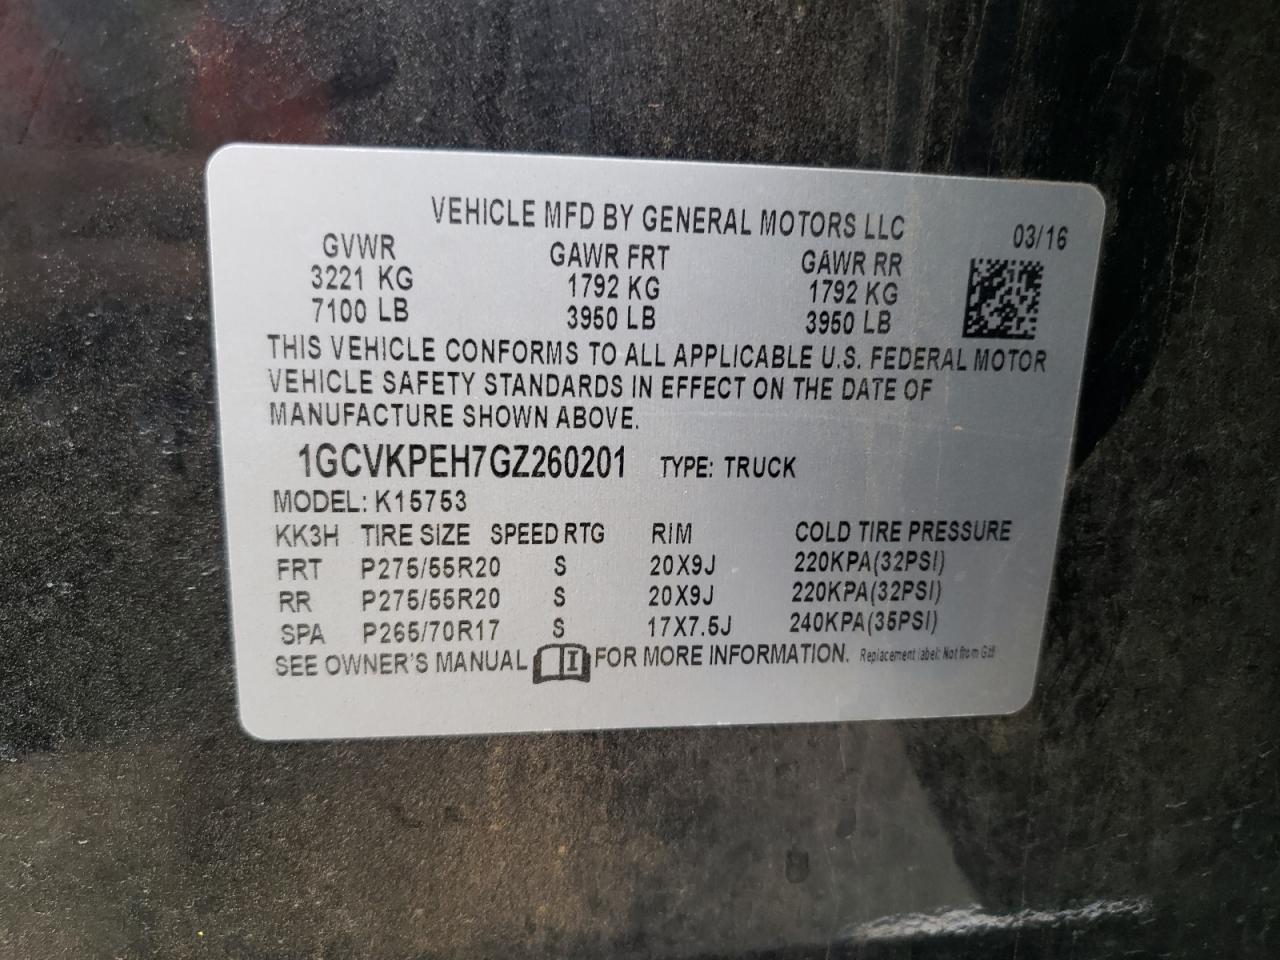 VEHICLE MFD BY GENERAL MOTORS LLC 03/16
GVWR GAWR FRT GAWR RR
3221 KG 1792 KG 1792 KG
7100 LB 3950 LB 3950 LB
THIS VEHICLE CONFORMS TO ALL APPLICABLE U.S. FEDERAL MOTOR
VEHICLE SAFETY STANDARDS IN EFFECT ON THE DATE OF
MANUFACTURE SHOWN ABOVE.
1GCVKPEH7GZ260201 TYPE: TRUCK
MODEL: K15753
KK3H TIRE SIZE SPEED RTG RIM COLD TIRE PRESSURE
FRT P275/55R20 S 20X9J 220KPA(32PSI)
RR P275/55R20 S 20X9J 220KPA(32PSI)
SPA P265/70R17 S 17X7.5J 240KPA(35PSI)
SEE OWNER'S MANUAL FOR MORE INFORMATION. Replacement label: Not from